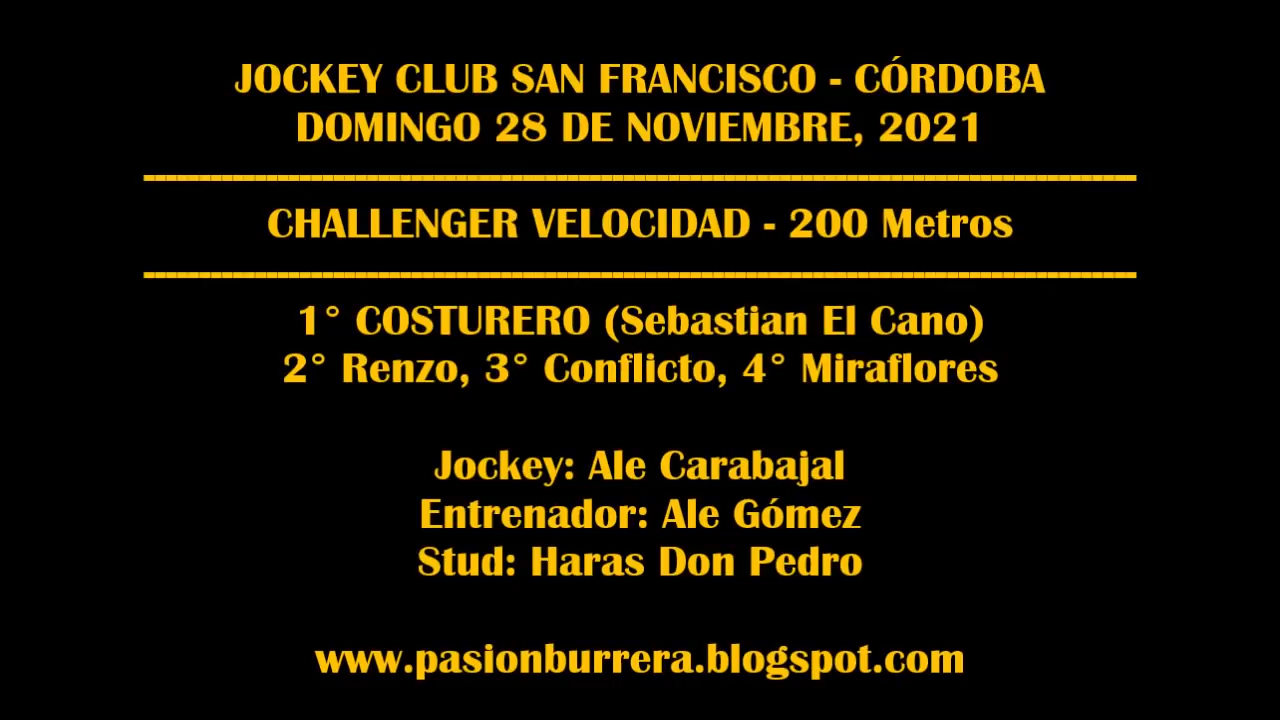 JOCKEY CLUB SAN FRANCISCO - CÓRDOBA
DOMINGO 28 DE NOVIEMBRE, 2021
CHALLENGER VELOCIDAD - 200 Metros
1° COSTURERO (Sebastian El Cano)
2° Renzo, 3° Conflicto, 4° Miraflores
Jockey: Ale Carabajal
Entrenador: Ale Gómez
Stud: Haras Don Pedro
www.pasionburrera.blogspot.com